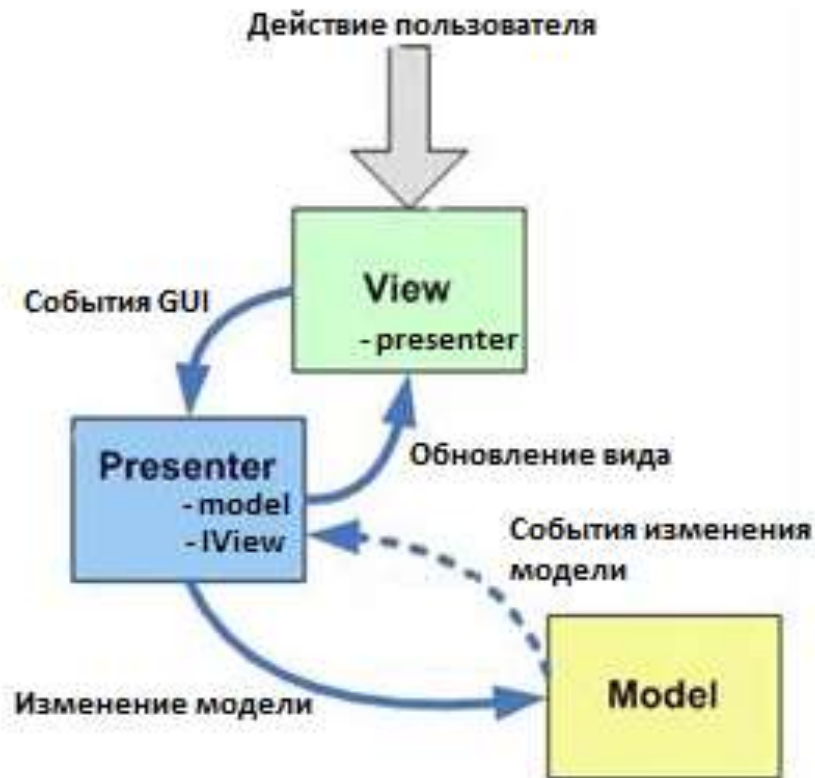 Действие пользователя
View
- presenter
События GUI
Presenter
- model
- IView
Обновление вида
События изменения
модели
Изменение модели
Model